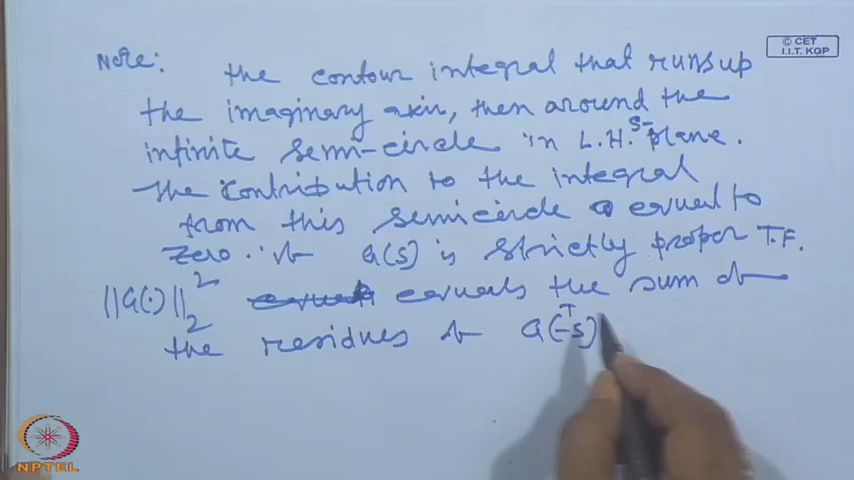 © CET
I.I.T. KGP
Note: the contour integral that runs up
the imaginary axis, then around the
infinite semi-circle in L.H. S-plane.
The contribution to the integral
from this semicircle equal to
zero. G(s) is strictly proper T.F.
||G(·)||₂² equals the sum of
the residues of G(-s)ᵀ
NPTEL